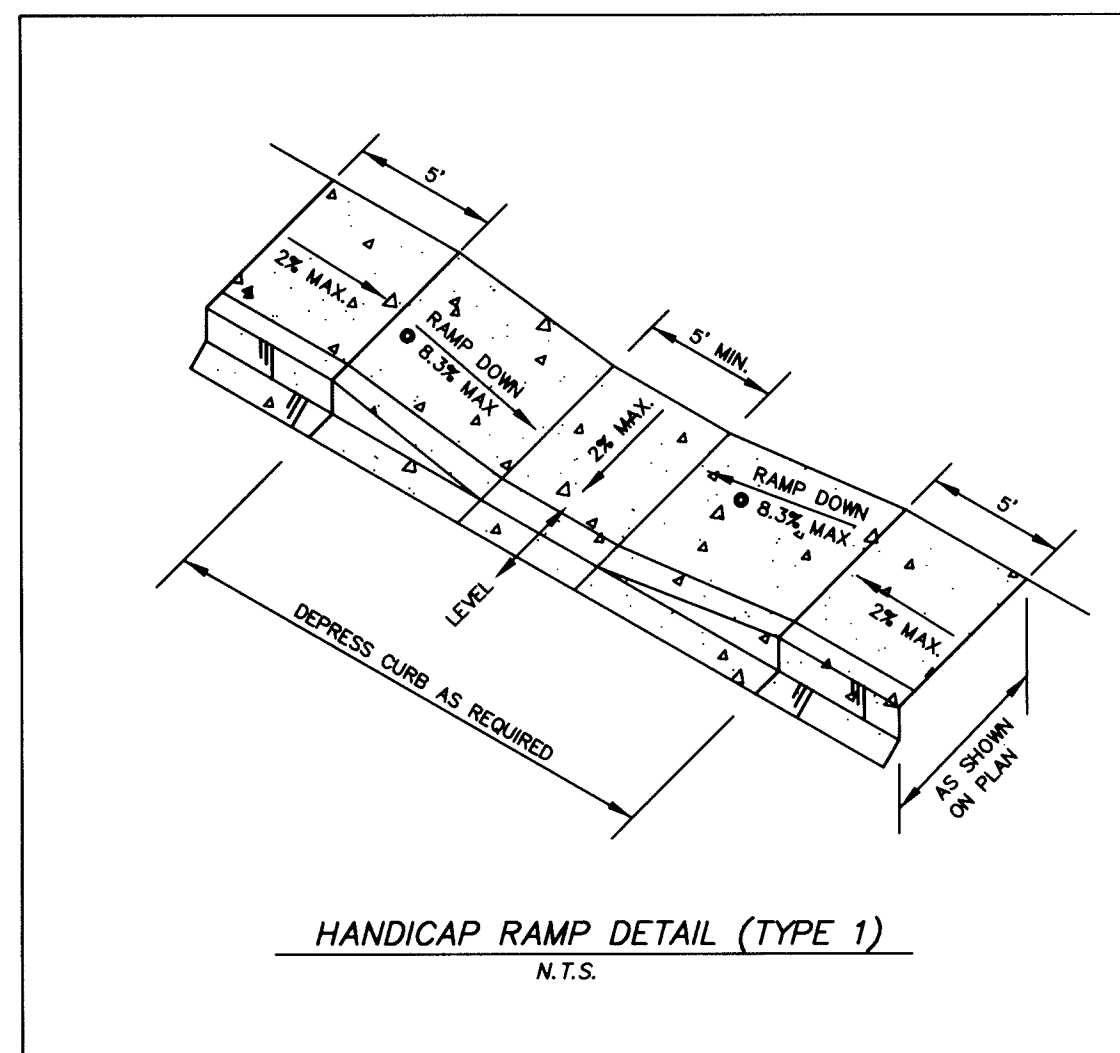 5'
2% MAX.
RAMP DOWN
@ 8.3% MAX
5' MIN.
2% MAX.
RAMP DOWN
@ 8.3% MAX
5'
2% MAX.
LEVEL
DEPRESS CURB AS REQUIRED
AS SHOWN
ON PLAN
HANDICAP RAMP DETAIL (TYPE 1)
N.T.S.